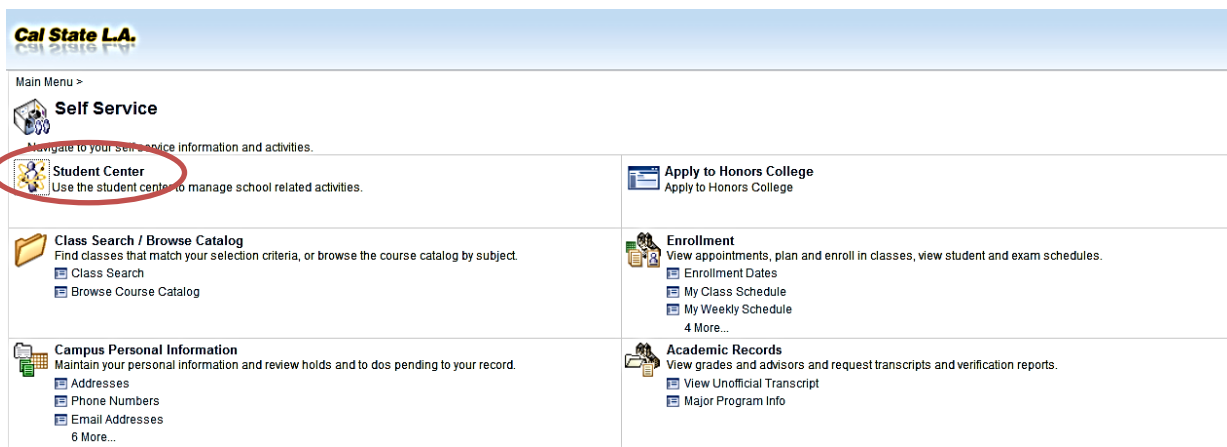 Cal State L.A.
Main Menu >
Self Service
Navigate to your self service information and activities.
Student Center
Use the student center to manage school related activities.
Apply to Honors College
Apply to Honors College
Class Search / Browse Catalog
Find classes that match your selection criteria, or browse the course catalog by subject.
Class Search
Browse Course Catalog
Enrollment
View appointments, plan and enroll in classes, view student and exam schedules.
Enrollment Dates
My Class Schedule
My Weekly Schedule
4 More...
Campus Personal Information
Maintain your personal information and review holds and to dos pending to your record.
Addresses
Phone Numbers
Email Addresses
6 More...
Academic Records
View grades and advisors and request transcripts and verification reports.
View Unofficial Transcript
Major Program Info